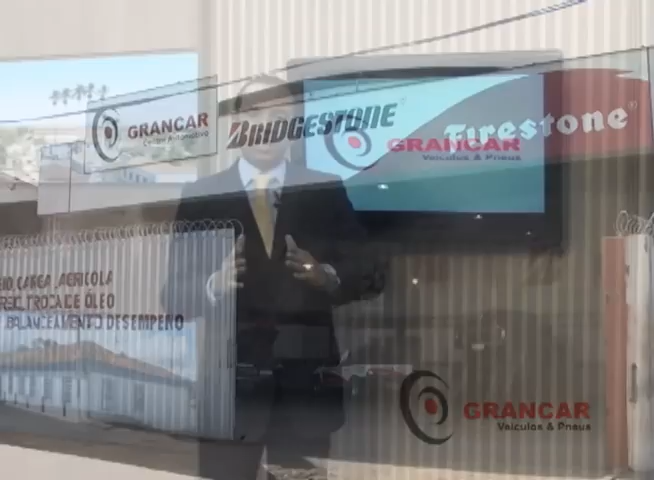 GRANCAR
Centro Automotivo
BRIDGESTONE
Firestone
GRANCAR
Veículos & Pneus
CARGA, AGRÍCOLA
TROCA DE ÓLEO
BALANCEAMENTO DESEMPENO
GRANCAR
Veículos & Pneus